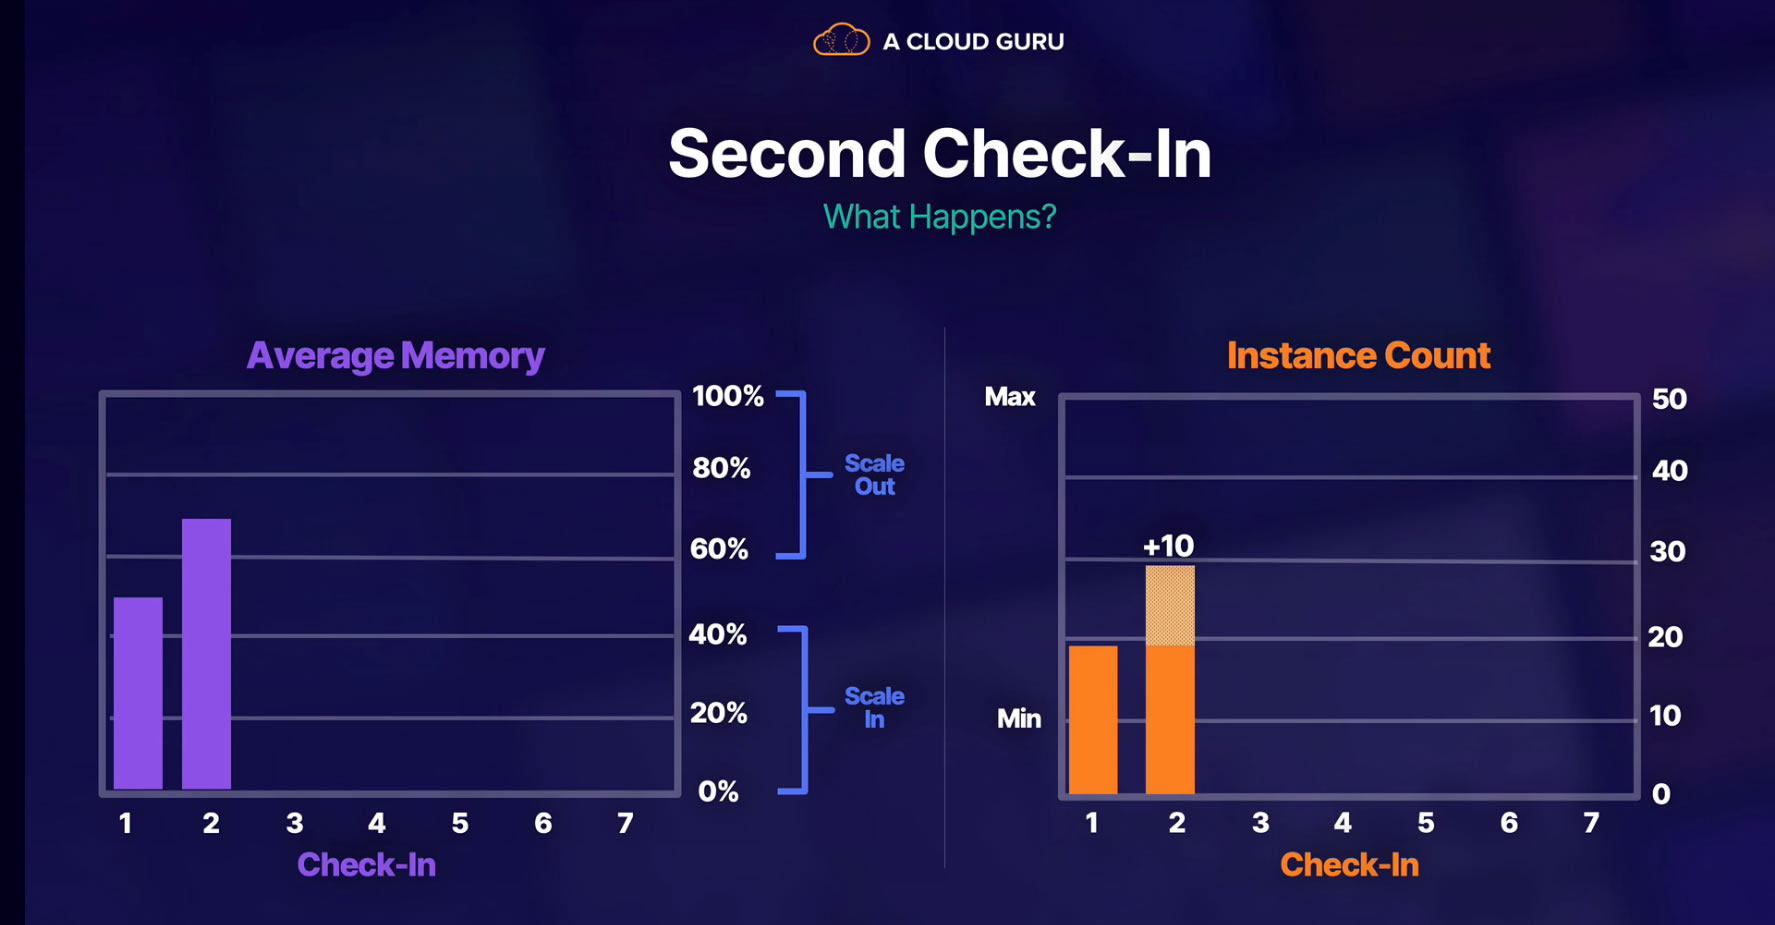 A CLOUD GURU
Second Check-In
What Happens?
Average Memory
100%
80%
60%
40%
20%
0%
Scale
Out
Scale
In
1 2 3 4 5 6 7
Check-In
Instance Count
Max
Min
50
40
30
20
10
0
+10
1 2 3 4 5 6 7
Check-In